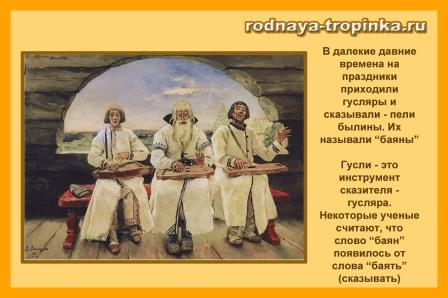 rodnaya-tropinka.ru
В далекие давние
времена на
праздники
приходили
гусляры и
сказывали - пели
былины. Их
называли “баяны”
Гусли - это
инструмент
сказителя -
гусляра.
Некоторые ученые
считают, что
слово “баян”
появилось от
слова “баять”
(сказывать)